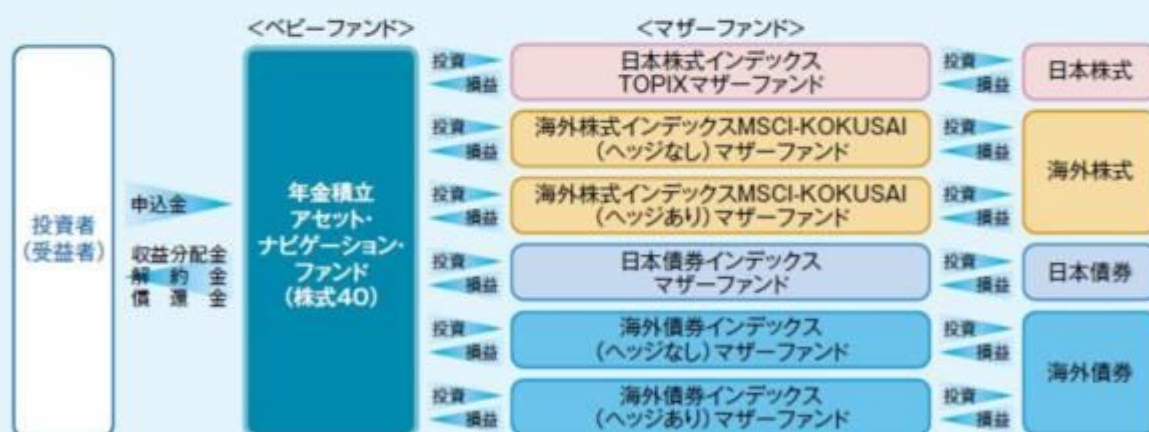 <ベビーファンド>
<マザーファンド>
投資者
(受益者)
申込金
収益分配金
解約金
償還金
年金積立
アセット・
ナビゲーション・
ファンド
(株式40)
投資
損益
日本株式インデックス
TOPIXマザーファンド
投資
損益
日本株式
投資
損益
海外株式インデックスMSCI-KOKUSAI
(ヘッジなし)マザーファンド
投資
損益
海外株式
投資
損益
海外株式インデックスMSCI-KOKUSAI
(ヘッジあり)マザーファンド
投資
損益
投資
損益
日本債券インデックス
マザーファンド
投資
損益
日本債券
投資
損益
海外債券インデックス
(ヘッジなし)マザーファンド
投資
損益
海外債券
投資
損益
海外債券インデックス
(ヘッジあり)マザーファンド
投資
損益